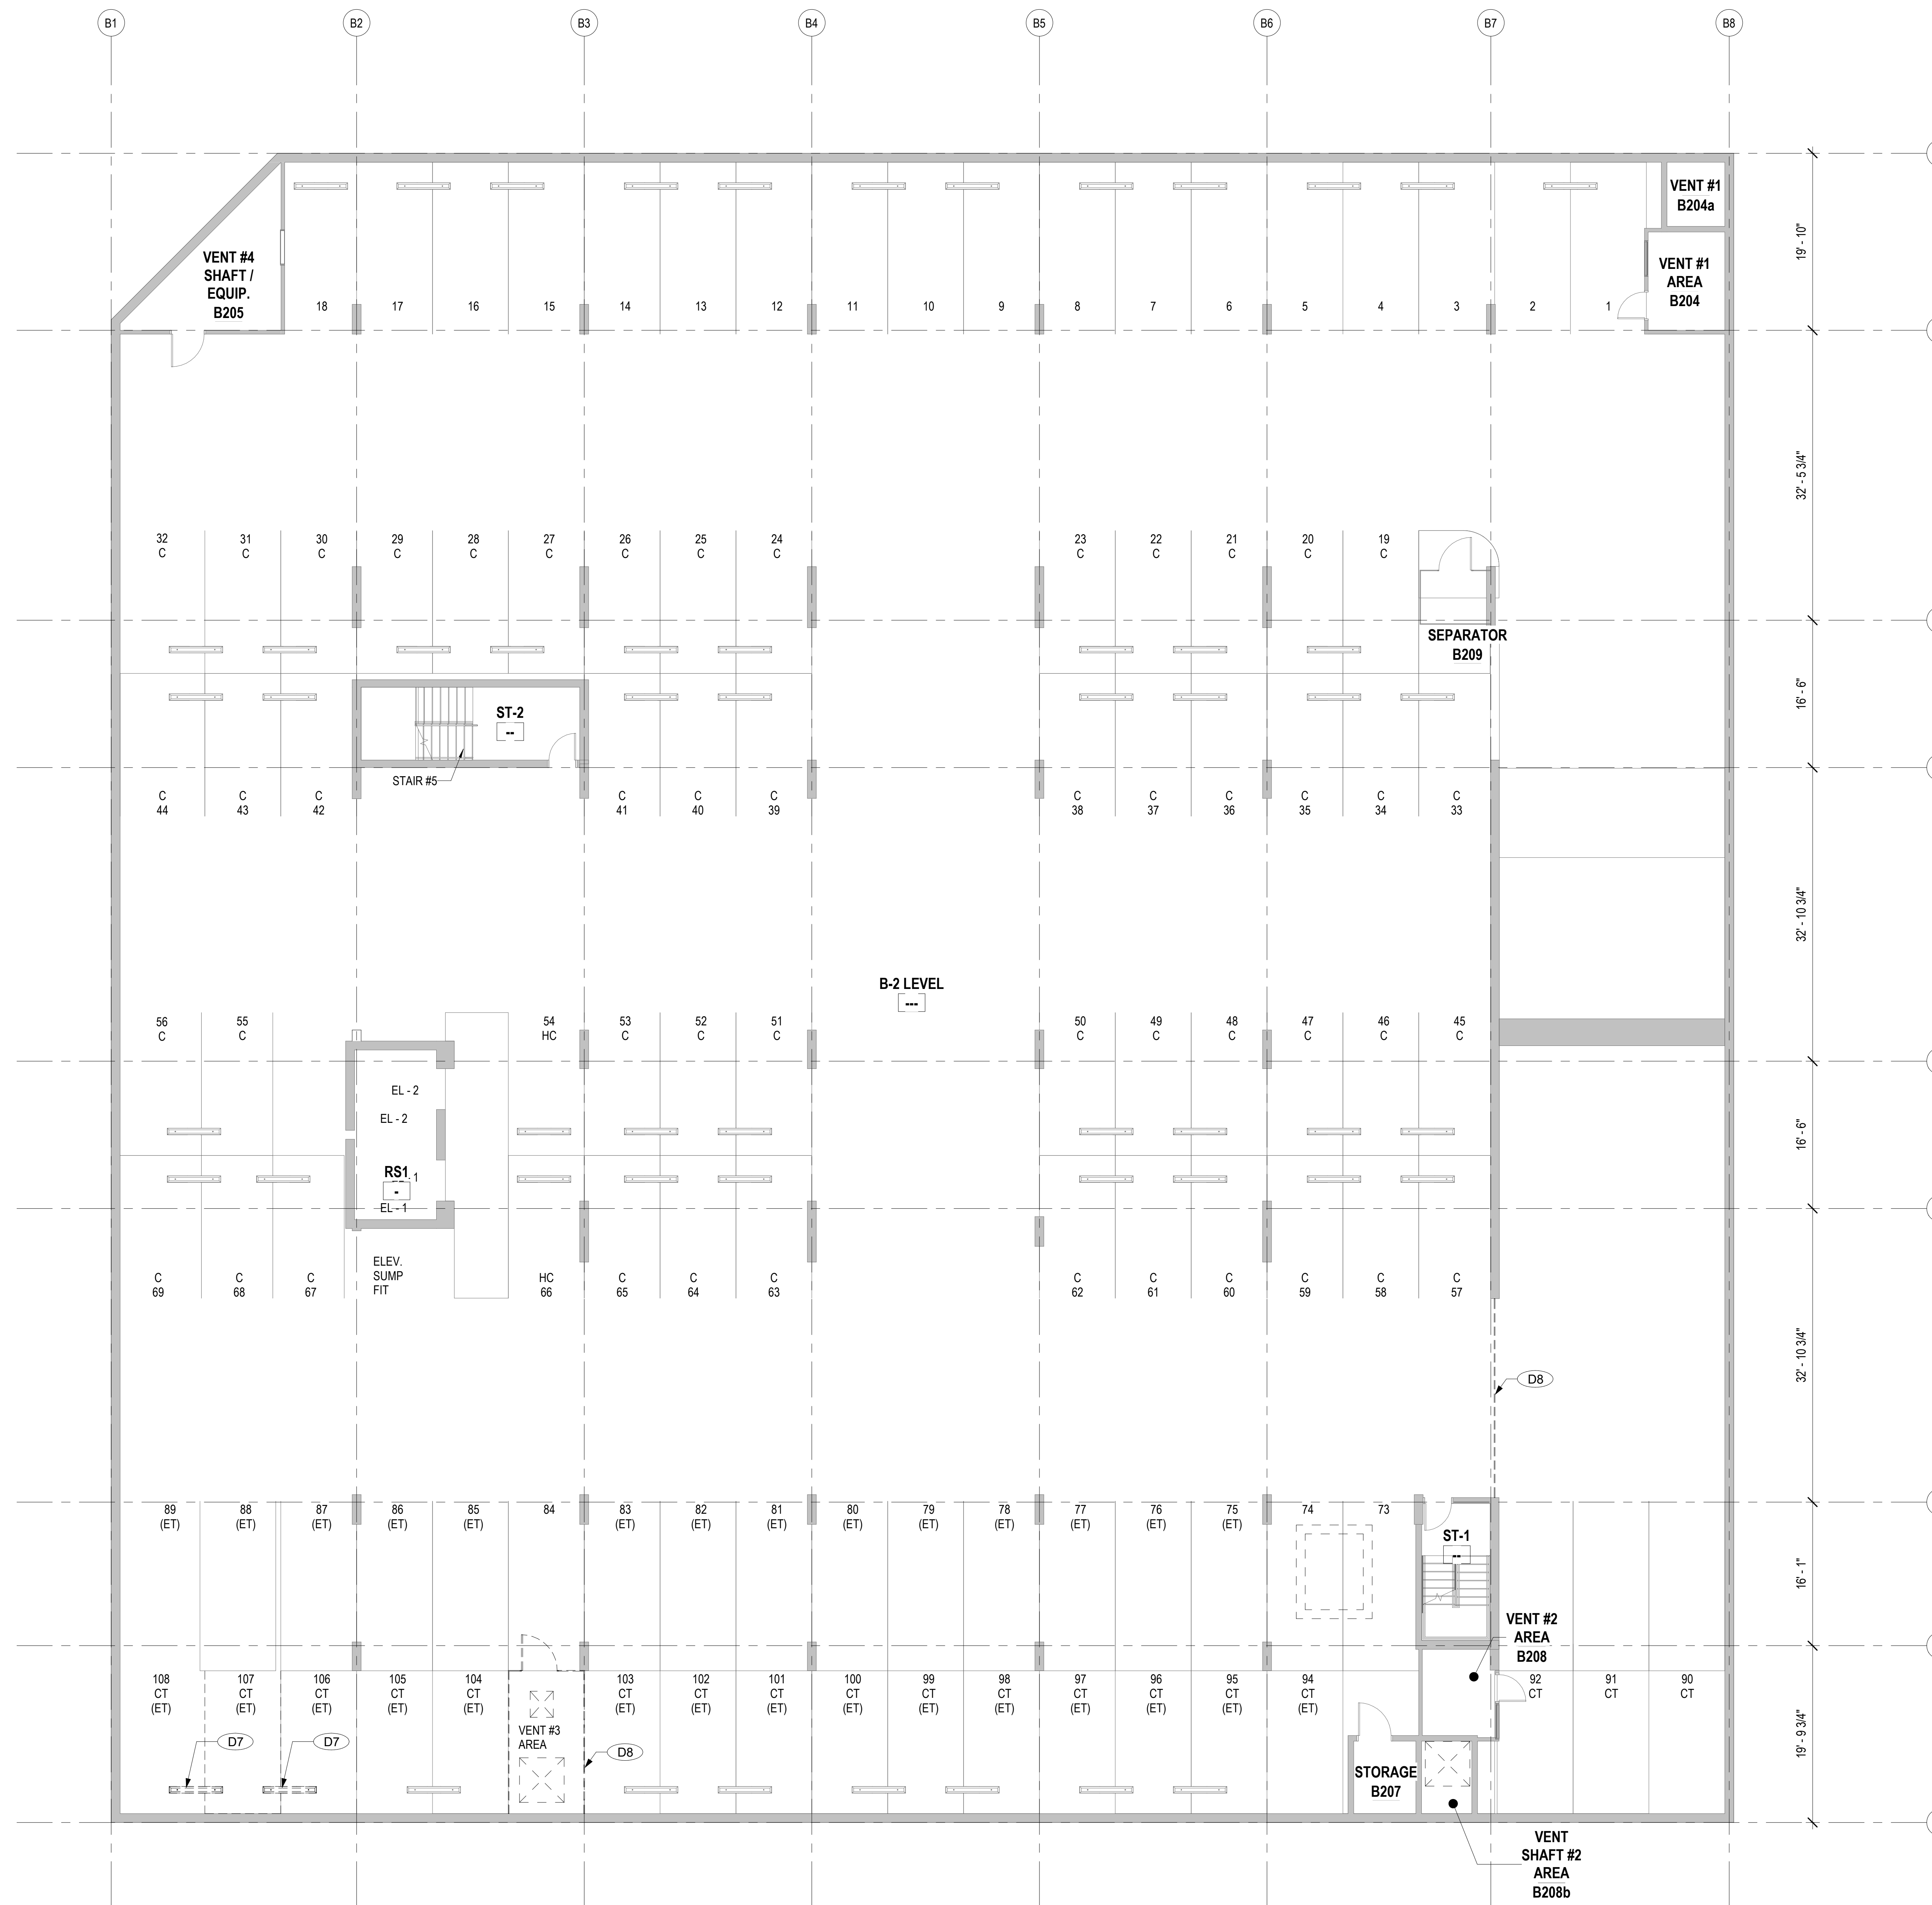 B1 B2 B3 B4 B5 B6 B7 B8
VENT #1
B204a
19' - 10"
VENT #4
SHAFT /
EQUIP.
B205
VENT #1
AREA
B204
18 17 16 15 14 13 12 11 10 9 8 7 6 5 4 3 2 1
32' - 5 3/4"
32 31 30 29 28 27 26 25 24 23 22 21 20 19
C C C C C C C C C C C C C C
SEPARATOR
B209
16' - 6"
ST-2
--
STAIR #5
C C C C C C C C C C C C
44 43 42 41 40 39 38 37 36 35 34 33
32' - 10 3/4"
B-2 LEVEL
---
56 55 54 53 52 51 50 49 48 47 46 45
C C HC C C C C C C C C C
EL - 2
EL - 2
16' - 6"
RS1
1
-
EL - 1
ELEV.
SUMP
FIT
C C C HC C C C C C C C C C
69 68 67 66 65 64 63 62 61 60 59 58 57
32' - 10 3/4"
D8
89 88 87 86 85 84 83 82 81 80 79 78 77 76 75 74 73
(ET) (ET) (ET) (ET) (ET) (ET) (ET) (ET) (ET) (ET) (ET) (ET) (ET) (ET)
ST-1
--
16' - 1"
VENT #2
AREA
B208
108 107 106 105 104 103 102 101 100 99 98 97 96 95 94 92 91 90
CT CT CT CT CT CT CT CT CT CT CT CT CT CT CT CT CT CT
(ET) (ET) (ET) (ET) (ET) (ET) (ET) (ET) (ET) (ET) (ET) (ET) (ET) (ET) (ET)
VENT #3
AREA
D7 D7 D8
19' - 9 3/4"
STORAGE
B207
VENT
SHAFT #2
AREA
B208b